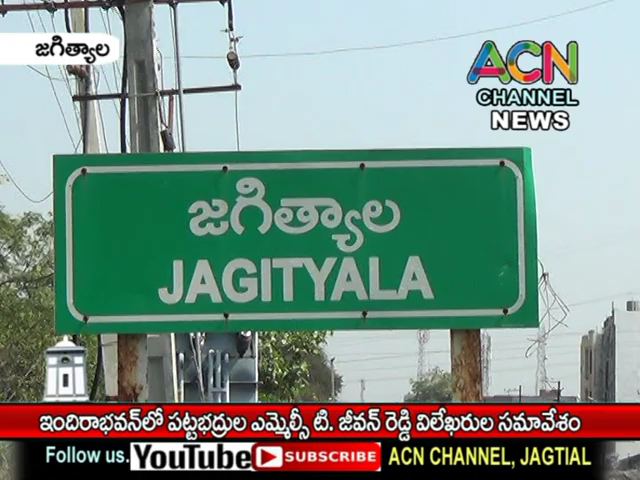 జగిత్యాల
ACN
CHANNEL
NEWS
జగిత్యాల
JAGITYALA
ఇందిరాభవన్‌లో పట్టభద్రుల ఎమ్మెల్సీ టి. జీవన్ రెడ్డి విలేఖరుల సమావేశం
Follow us. YouTube SUBSCRIBE ACN CHANNEL, JAGTIAL